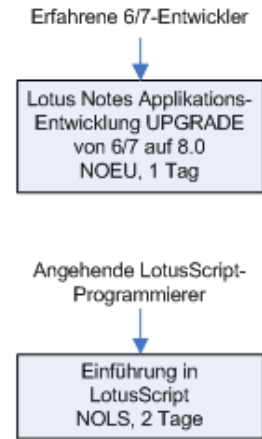 Erfahrene 6/7-Entwickler
Lotus Notes Applikations-
Entwicklung UPGRADE
von 6/7 auf 8.0
NOEU, 1 Tag
Angehende LotusScript-
Programmierer
Einführung in
LotusScript
NOLS, 2 Tage